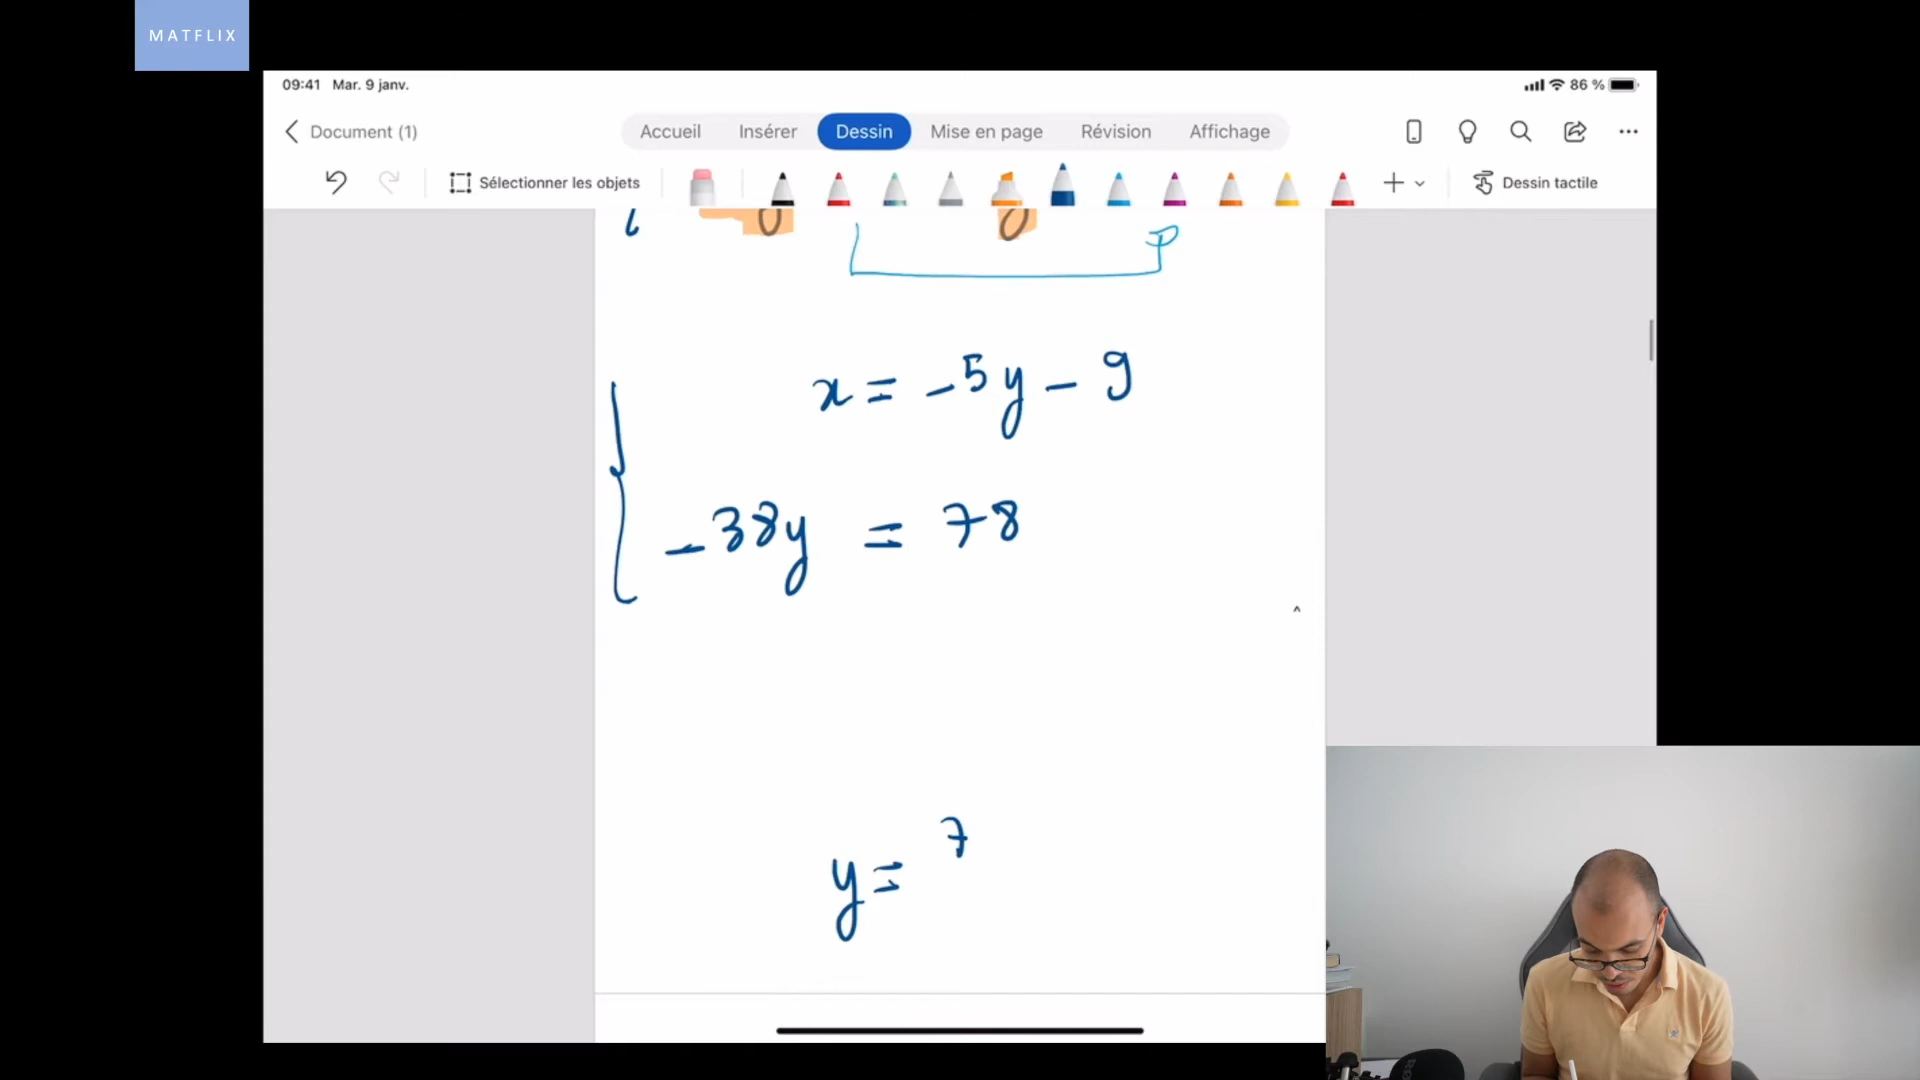 MATFLIX
09:41 Mar. 9 janv.
86 %
Document (1)
Accueil Insérer Dessin Mise en page Révision Affichage
Sélectionner les objets
Dessin tactile
x = -5y - 9
-38y = 78
y = 7